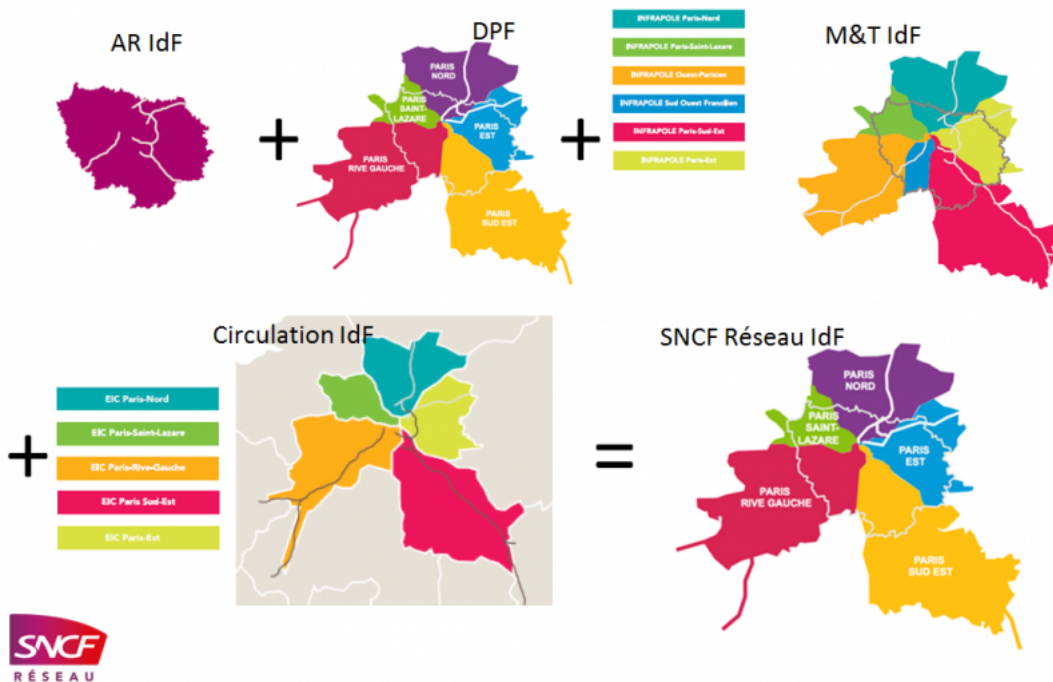 AR IdF
+
DPF
PARIS
NORD
PARIS
SAINT-
LAZARE
PARIS
EST
PARIS
RIVE GAUCHE
PARIS
SUD EST
+
INFRAPOLE Paris-Nord
INFRAPOLE Paris-Saint-Lazare
INFRAPOLE Ouest-Parisien
INFRAPOLE Sud Ouest Francilien
INFRAPOLE Paris-Sud-Est
INFRAPOLE Paris-Est
M&T IdF
+
EIC Paris-Nord
EIC Paris-Saint-Lazare
EIC Paris-Rive-Gauche
EIC Paris Sud-Est
EIC Paris-Est
Circulation IdF
=
SNCF Réseau IdF
PARIS
NORD
PARIS
SAINT-
LAZARE
PARIS
EST
PARIS
RIVE GAUCHE
PARIS
SUD EST
SNCF
RÉSEAU